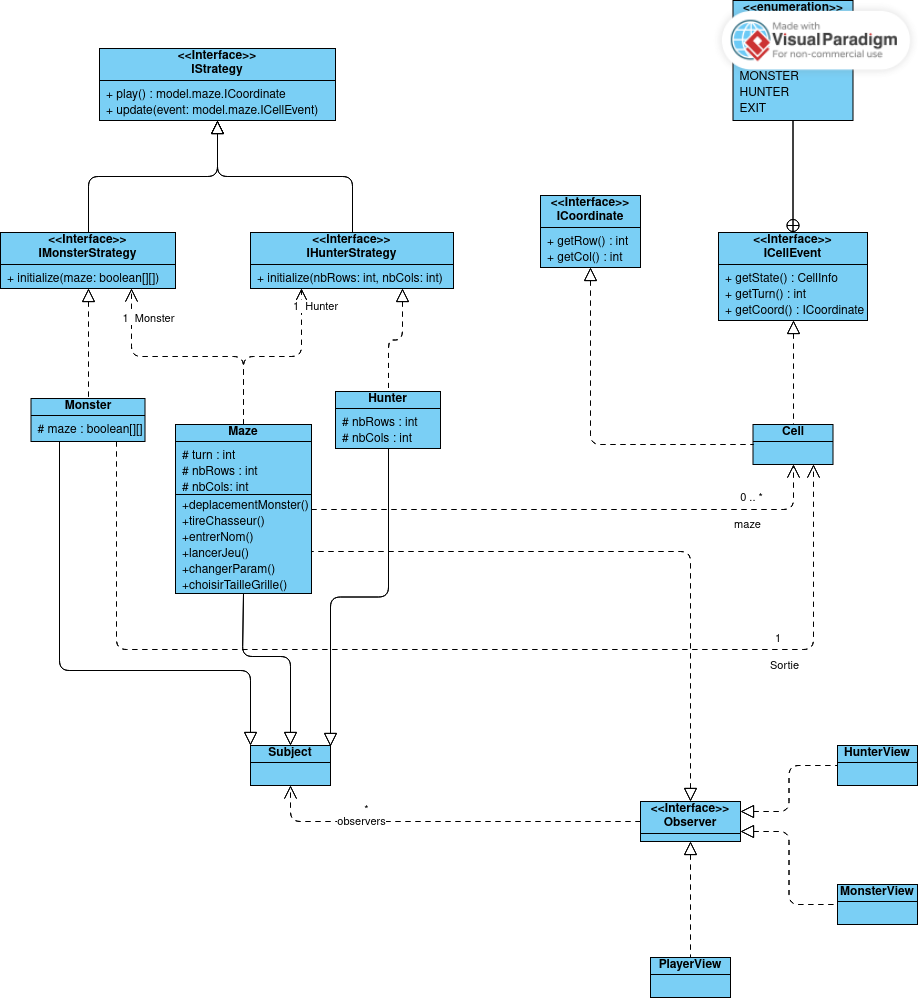 <<enumeration>>
Made with
VisualParadigm
For non-commercial use
MONSTER
HUNTER
EXIT
<<Interface>>
IStrategy
+ play() : model.maze.ICoordinate
+ update(event: model.maze.ICellEvent)
<<Interface>>
ICoordinate
+ getRow() : int
+ getCol() : int
<<Interface>>
IMonsterStrategy
+ initialize(maze: boolean[][])
<<Interface>>
IHunterStrategy
+ initialize(nbRows: int, nbCols: int)
<<Interface>>
ICellEvent
+ getState() : CellInfo
+ getTurn() : int
+ getCoord() : ICoordinate
1 Monster
1 Hunter
Monster
# maze : boolean[][]
Maze
# turn : int
# nbRows : int
# nbCols: int
+deplacementMonster()
+tireChasseur()
+entrerNom()
+lancerJeu()
+changerParam()
+choisirTailleGrille()
Hunter
# nbRows : int
# nbCols : int
Cell
0 .. *
maze
1
Sortie
Subject
*
observers
<<Interface>>
Observer
HunterView
MonsterView
PlayerView